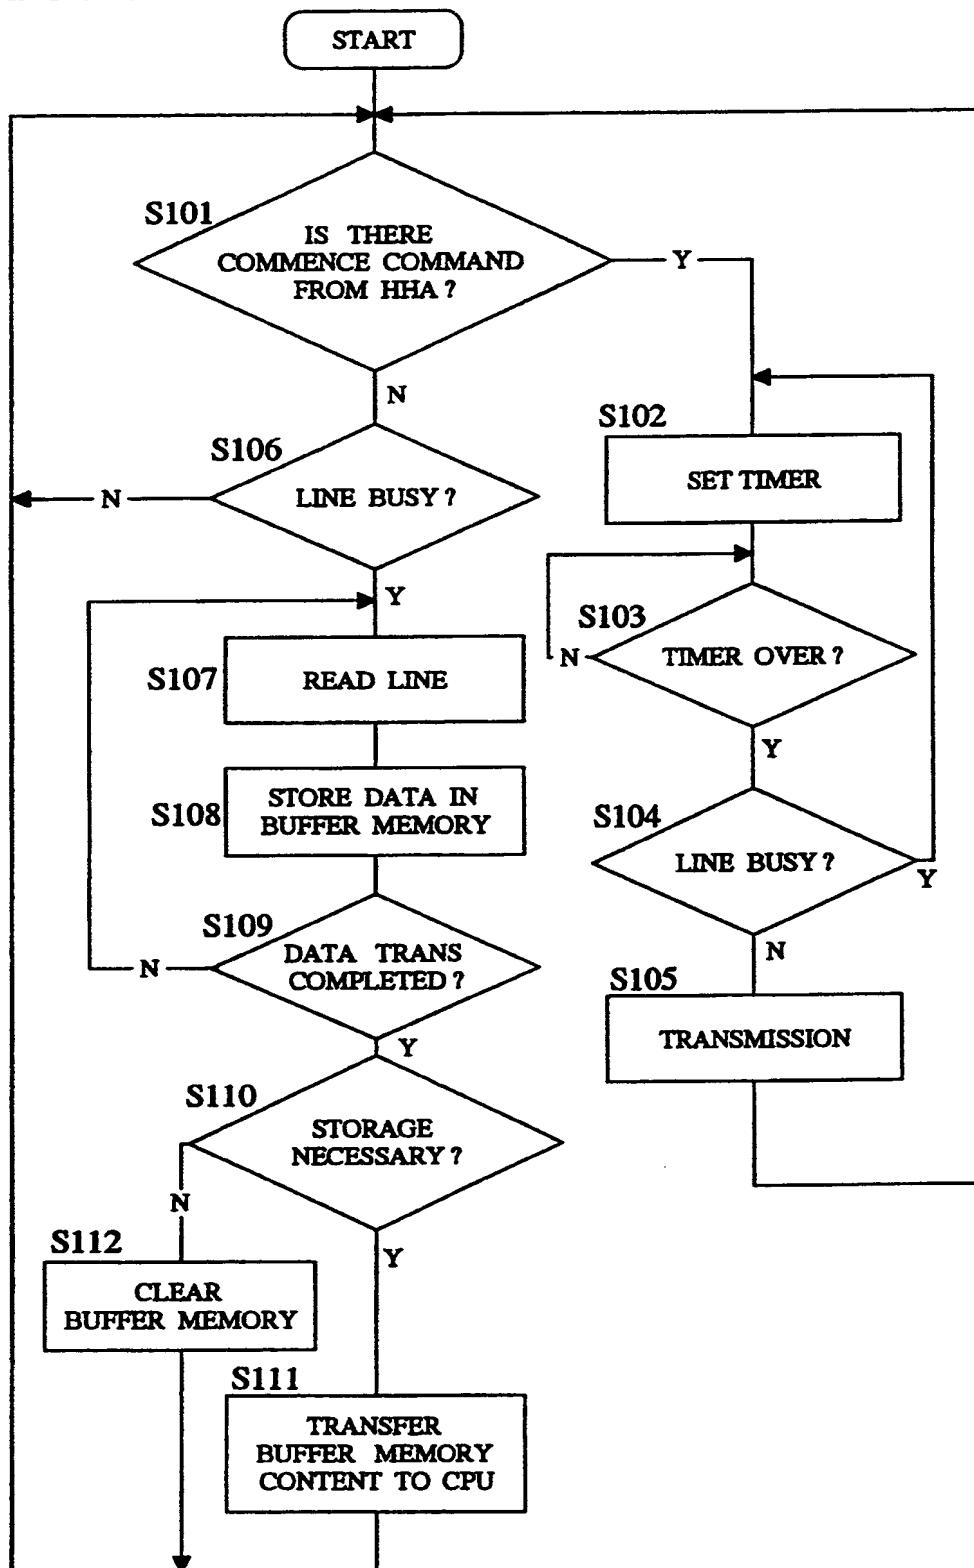 START
S101
IS THERE
COMMENCE COMMAND
FROM HHA ?
Y
N
S102
SET TIMER
S106
LINE BUSY ?
N
Y
S103
TIMER OVER ?
N
Y
S107
READ LINE
S108
STORE DATA IN
BUFFER MEMORY
S104
LINE BUSY ?
Y
N
S109
DATA TRANS
COMPLETED ?
N
Y
S105
TRANSMISSION
S110
STORAGE
NECESSARY ?
N
Y
S112
CLEAR
BUFFER MEMORY
S111
TRANSFER
BUFFER MEMORY
CONTENT TO CPU